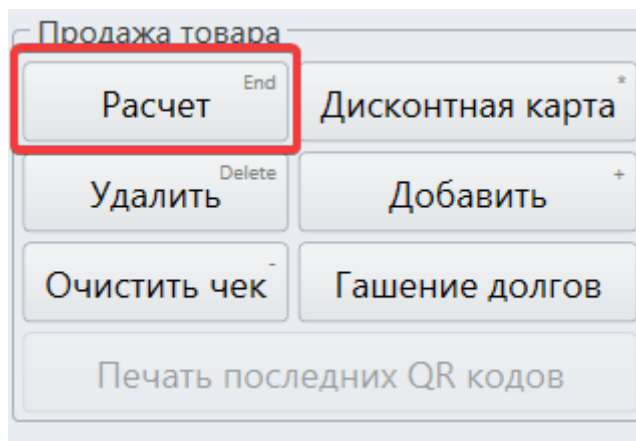 Продажа товара
Расчет End
Дисконтная карта *
Удалить Delete
Добавить +
Очистить чек -
Гашение долгов
Печать последних QR кодов